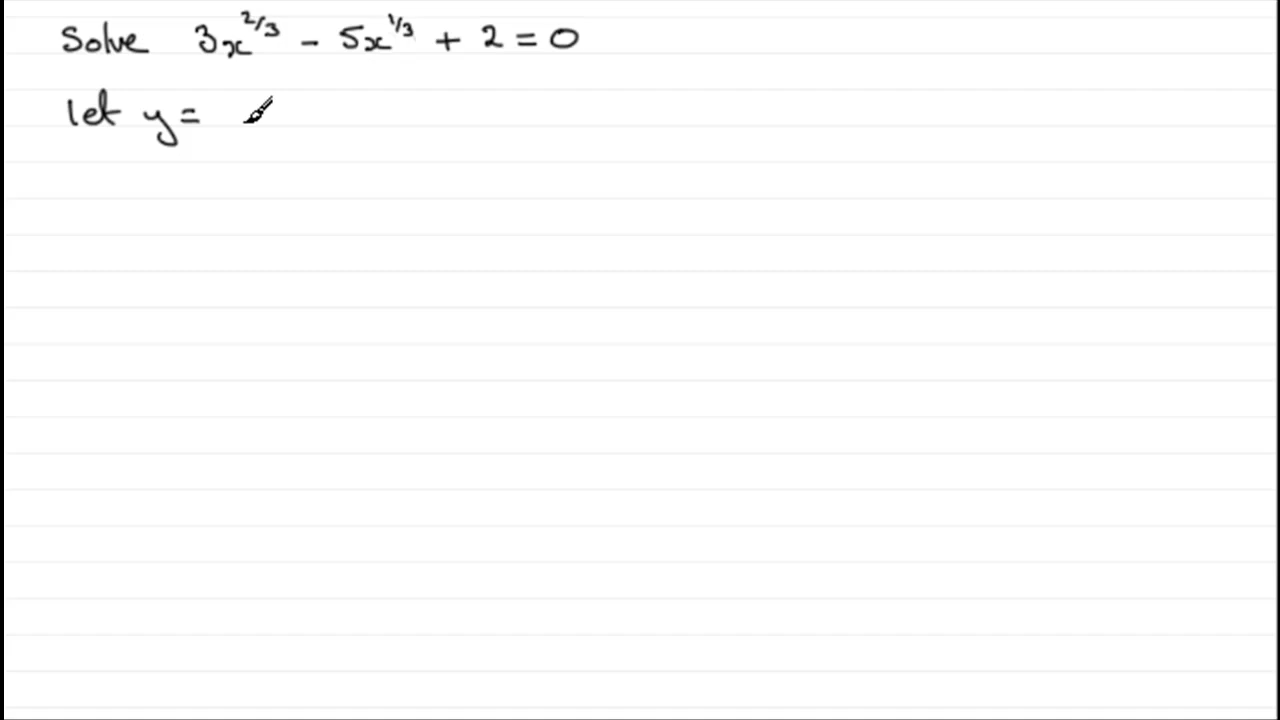 Solve 3x^(2/3) - 5x^(1/3) + 2 = 0
let y =